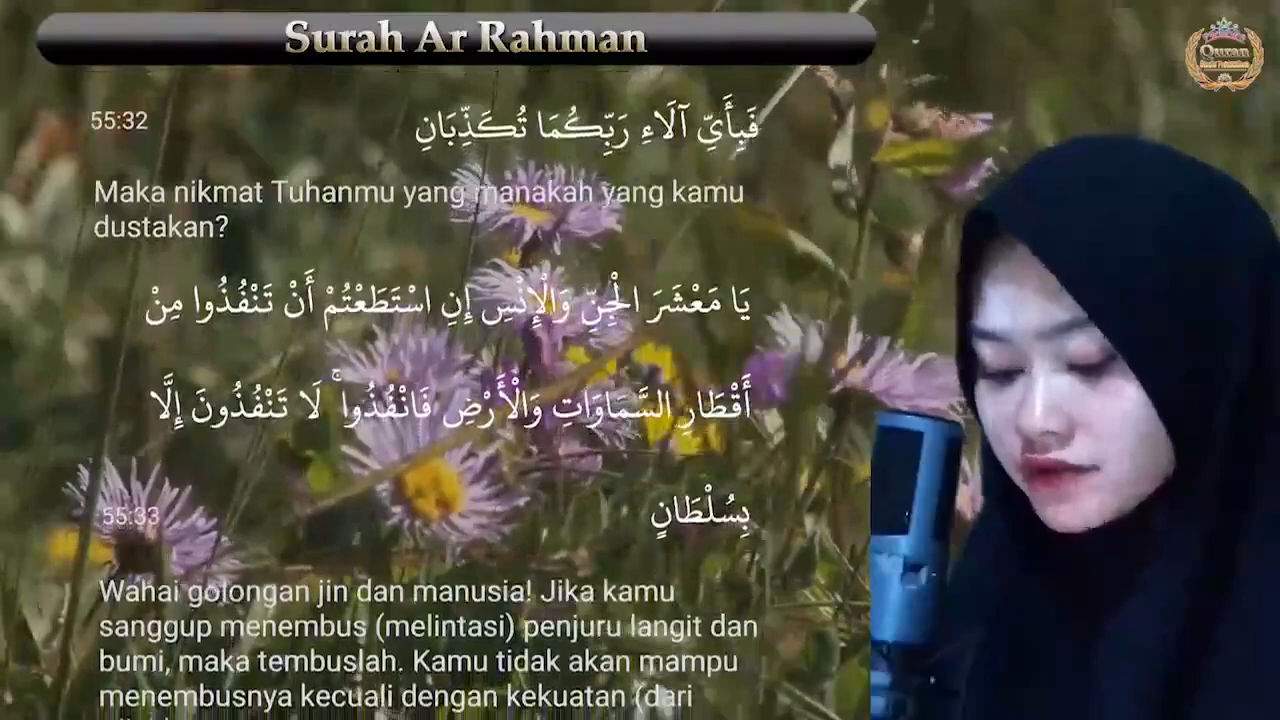 Surah Ar Rahman
Quran
55:32
فَبِأَيِّ آلَاءِ رَبِّكُمَا تُكَذِّبَانِ
Maka nikmat Tuhanmu yang manakah yang kamu
dustakan?
يَا مَعْشَرَ الْجِنِّ وَالْإِنْسِ إِنِ اسْتَطَعْتُمْ أَنْ تَنْفُذُوا مِنْ
أَقْطَارِ السَّمَاوَاتِ وَالْأَرْضِ فَانْفُذُوا ۚ لَا تَنْفُذُونَ إِلَّا
بِسُلْطَانٍ
55:33
Wahai golongan jin dan manusia! Jika kamu
sanggup menembus (melintasi) penjuru langit dan
bumi, maka tembuslah. Kamu tidak akan mampu
menembusnya kecuali dengan kekuatan (dari